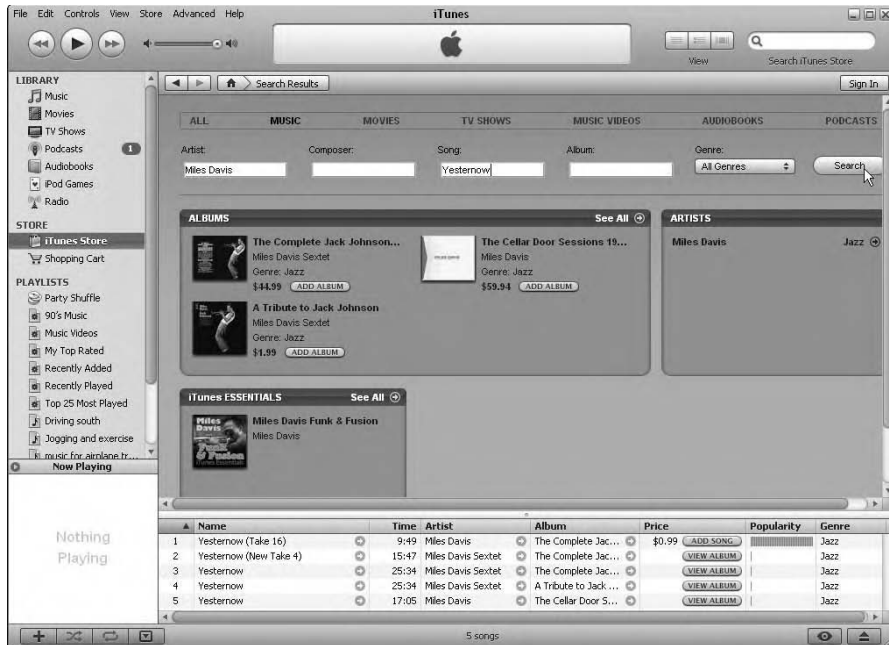 File Edit Controls View Store Advanced Help
iTunes
View
Search iTunes Store
LIBRARY
Music
Movies
TV Shows
Podcasts 1
Audiobooks
iPod Games
Radio
STORE
iTunes Store
Shopping Cart
PLAYLISTS
Party Shuffle
90's Music
Music Videos
My Top Rated
Recently Added
Recently Played
Top 25 Most Played
Driving south
Jogging and exercise
music for airplane tr...
Now Playing
Nothing
Playing
Search Results
Sign In
ALL MUSIC MOVIES TV SHOWS MUSIC VIDEOS AUDIOBOOKS PODCASTS
Artist: Composer: Song: Album: Genre:
Miles Davis Yesternow All Genres Search
ALBUMS See All
The Complete Jack Johnson...
Miles Davis Sextet
Genre: Jazz
$44.99 ADD ALBUM
The Cellar Door Sessions 19...
Miles Davis
Genre: Jazz
$59.94 ADD ALBUM
A Tribute to Jack Johnson
Miles Davis Sextet
Genre: Jazz
$1.99 ADD ALBUM
ARTISTS
Miles Davis Jazz
iTunes ESSENTIALS See All
Miles
Davis
Funk
& Fusion
iTunes Essentials
Miles Davis Funk & Fusion
Miles Davis
Name Time Artist Album Price Popularity Genre
1 Yesternow (Take 16) 9:49 Miles Davis The Complete Jac... $0.99 ADD SONG Jazz
2 Yesternow (New Take 4) 15:47 Miles Davis Sextet The Complete Jac... VIEW ALBUM Jazz
3 Yesternow 25:34 Miles Davis Sextet The Complete Jac... VIEW ALBUM Jazz
4 Yesternow 25:34 Miles Davis Sextet A Tribute to Jack ... VIEW ALBUM Jazz
5 Yesternow 17:05 Miles Davis The Cellar Door S... VIEW ALBUM Jazz
5 songs